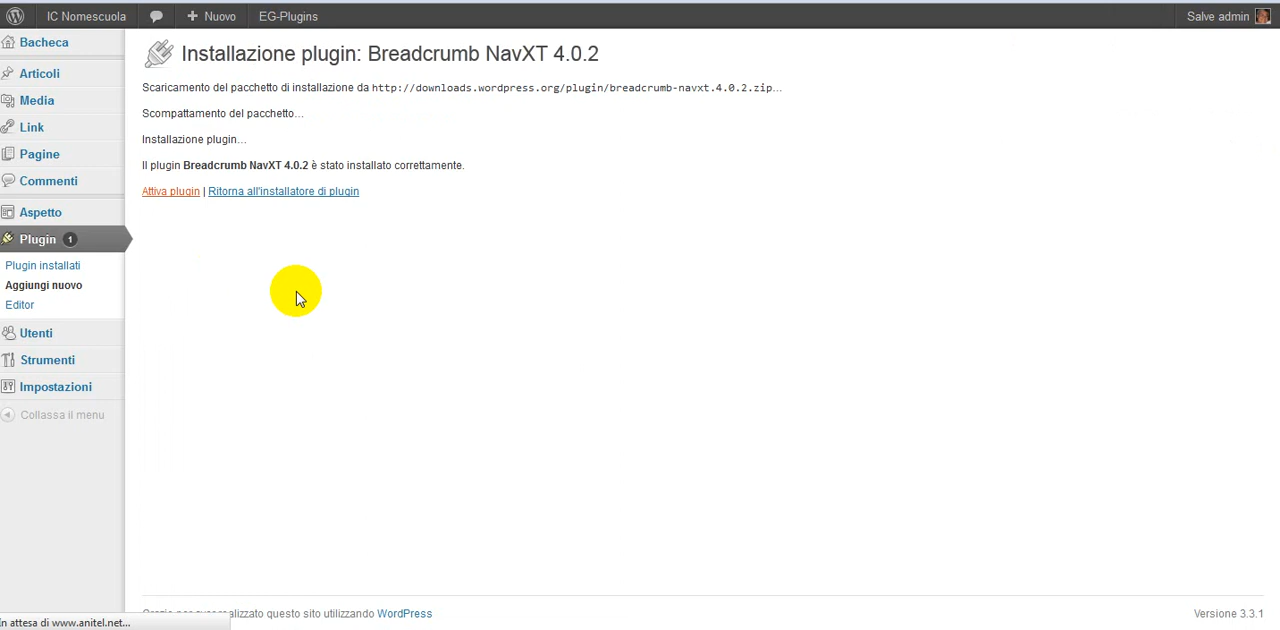 IC Nomescuola
Nuovo
EG-Plugins
Salve admin
Bacheca
Articoli
Media
Link
Pagine
Commenti
Aspetto
Plugin 1
Plugin installati
Aggiungi nuovo
Editor
Utenti
Strumenti
Impostazioni
Collassa il menu
Installazione plugin: Breadcrumb NavXT 4.0.2
Scaricamento del pacchetto di installazione da http://downloads.wordpress.org/plugin/breadcrumb-navxt.4.0.2.zip…
Scompattamento del pacchetto…
Installazione plugin…
Il plugin Breadcrumb NavXT 4.0.2 è stato installato correttamente.
Attiva plugin | Ritorna all'installatore di plugin
questo sito utilizzando WordPress
Versione 3.3.1
In attesa di www.anitel.net...